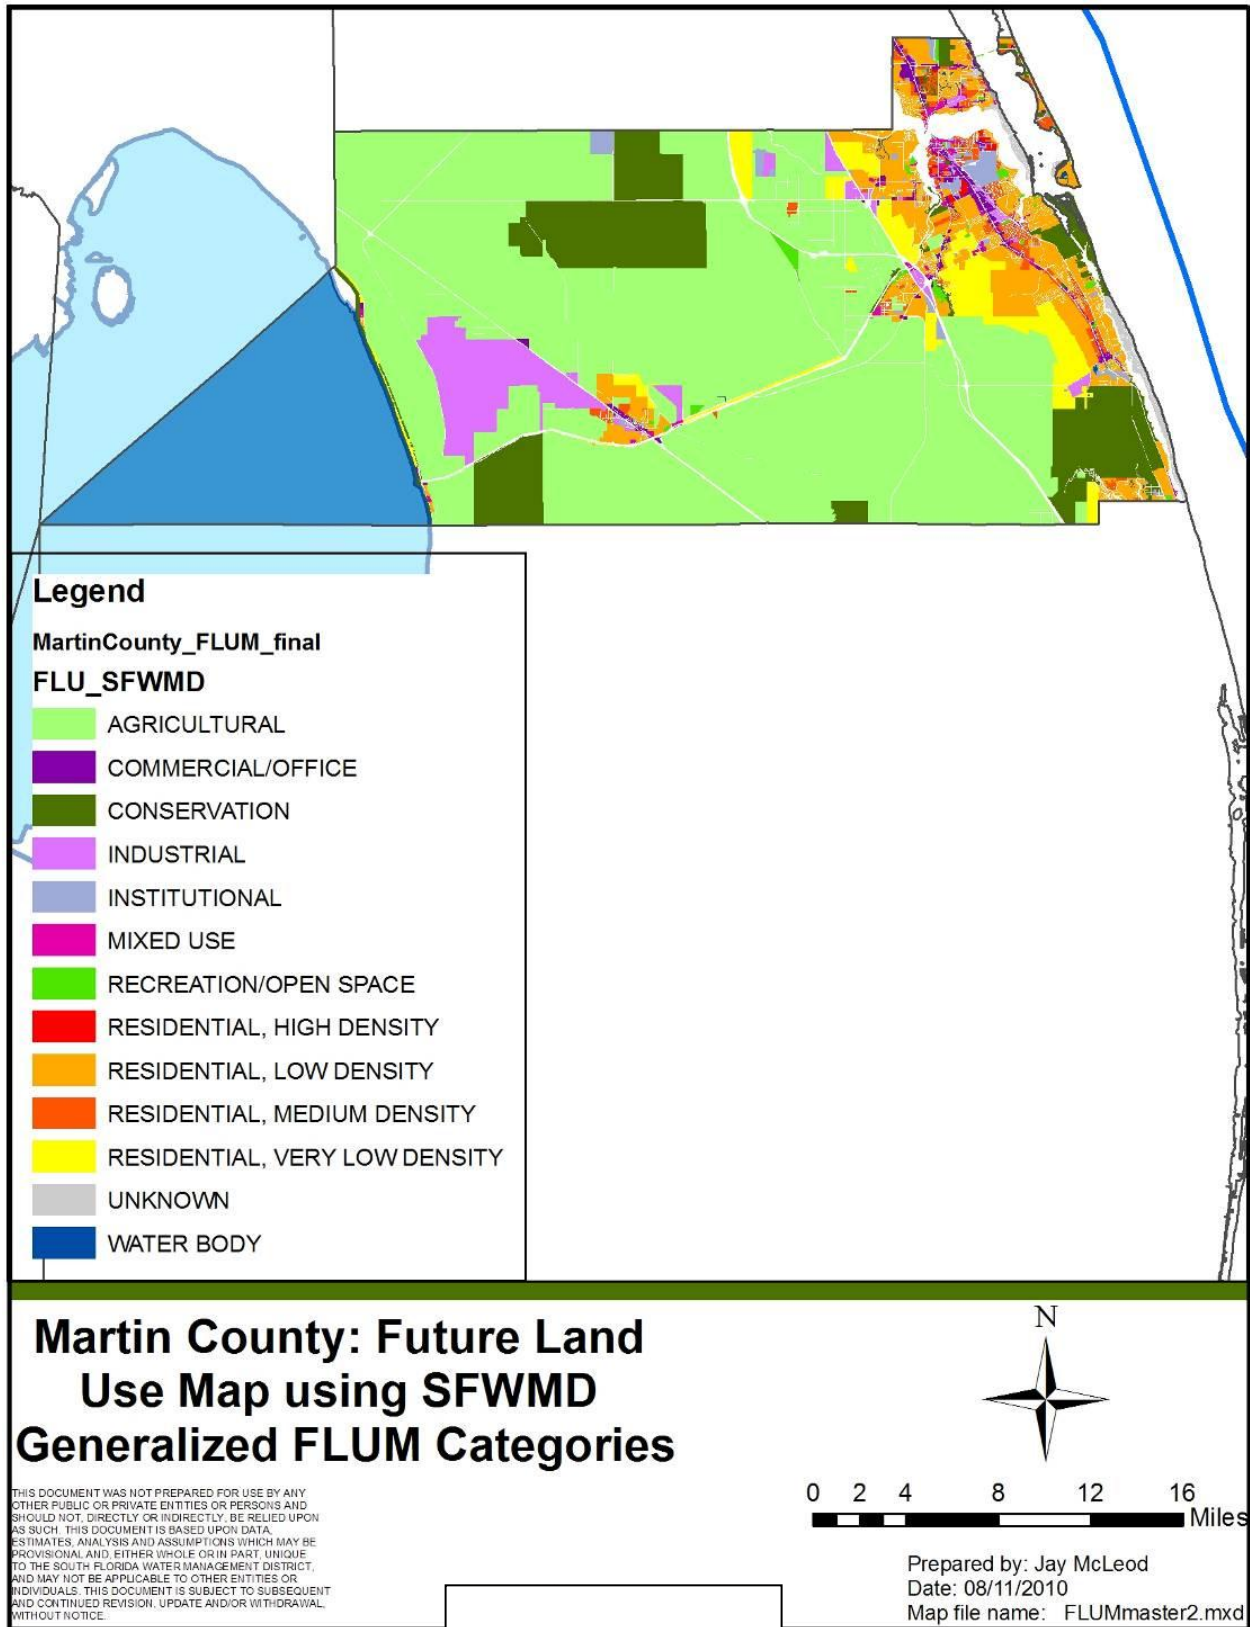 Legend
MartinCounty_FLUM_final
FLU_SFWMD
AGRICULTURAL
COMMERCIAL/OFFICE
CONSERVATION
INDUSTRIAL
INSTITUTIONAL
MIXED USE
RECREATION/OPEN SPACE
RESIDENTIAL, HIGH DENSITY
RESIDENTIAL, LOW DENSITY
RESIDENTIAL, MEDIUM DENSITY
RESIDENTIAL, VERY LOW DENSITY
UNKNOWN
WATER BODY
Martin County: Future Land
Use Map using SFWMD
Generalized FLUM Categories
THIS DOCUMENT WAS NOT PREPARED FOR USE BY ANY
OTHER PUBLIC OR PRIVATE ENTITIES OR PERSONS AND
SHOULD NOT, DIRECTLY OR INDIRECTLY, BE RELIED UPON
AS SUCH. THIS DOCUMENT IS BASED UPON DATA,
ESTIMATES, ANALYSIS AND ASSUMPTIONS WHICH MAY BE
PROVISIONAL AND, EITHER WHOLE OR IN PART, UNIQUE
TO THE SOUTH FLORIDA WATER MANAGEMENT DISTRICT,
AND MAY NOT BE APPLICABLE TO OTHER ENTITIES OR
INDIVIDUALS. THIS DOCUMENT IS SUBJECT TO SUBSEQUENT
AND CONTINUED REVISION, UPDATE AND/OR WITHDRAWAL,
WITHOUT NOTICE.
N
0 2 4 8 12 16
Miles
Prepared by: Jay McLeod
Date: 08/11/2010
Map file name: FLUMmaster2.mxd